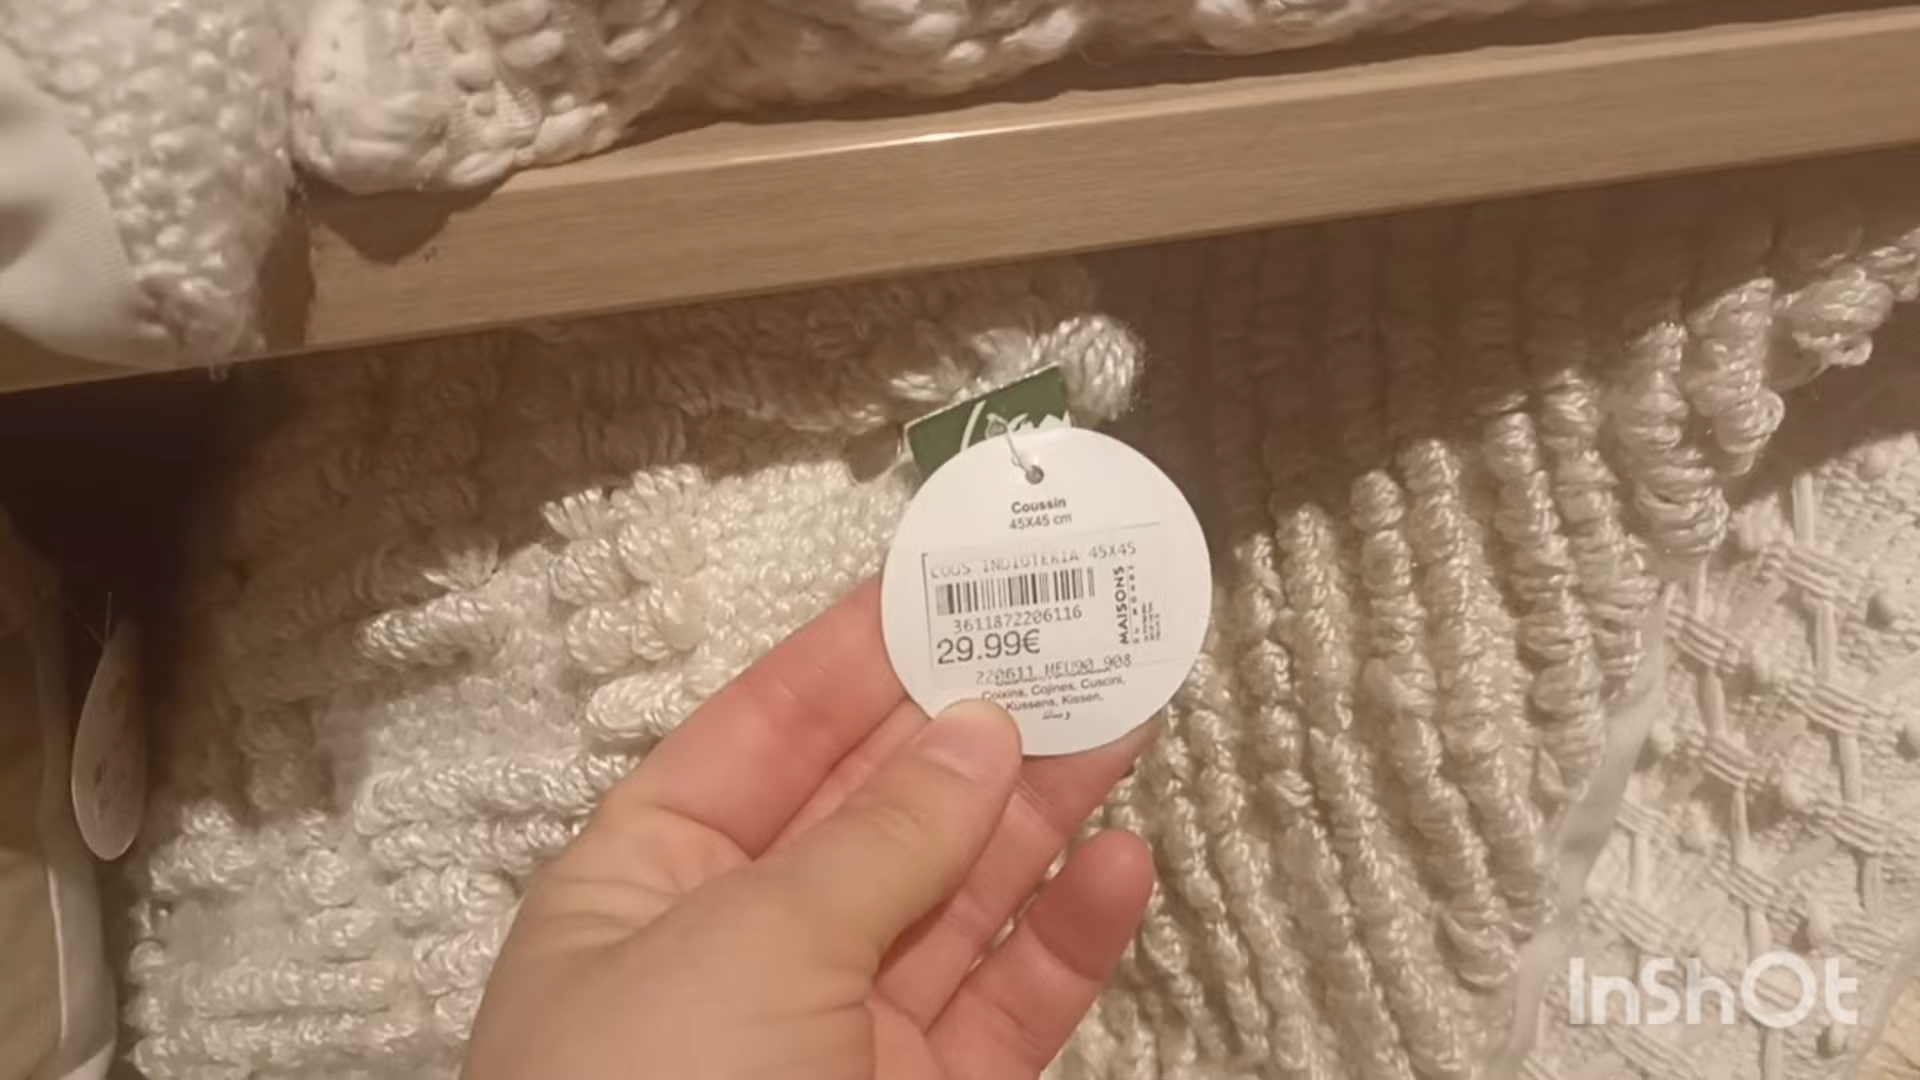 Coussin
45X45 cm
COUS INDIOTERIA 45X45
3611872206116
29.99€
MAISONS
220611 MEU90 908
Coixins, Cojines, Cuscini,
Kussens, Kissen,
InShOt